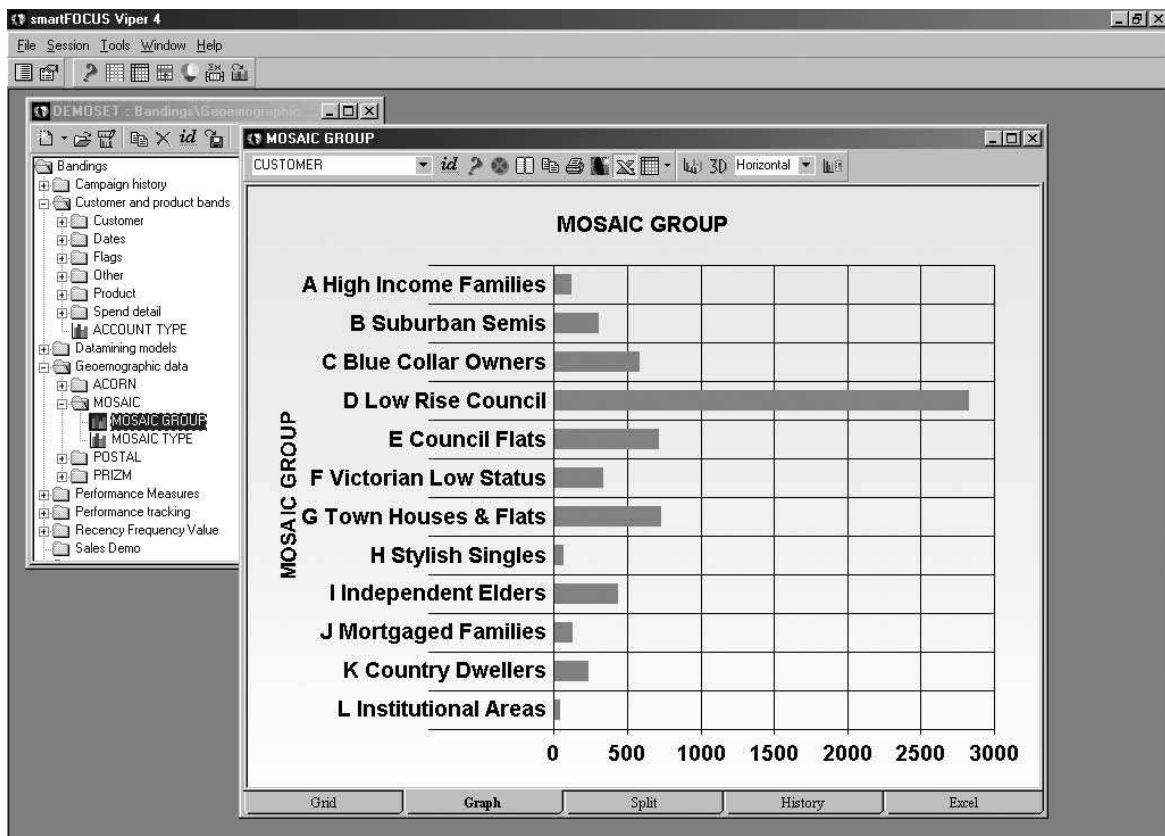 smartFOCUS Viper 4
File Session Tools Window Help
DEMOSET : Bandings\Geoemographic
id
Bandings
Campaign history
Customer and product bands
Customer
Dates
Flags
Other
Product
Spend detail
ACCOUNT TYPE
Datamining models
Geoemographic data
ACORN
MOSAIC
MOSAIC GROUP
MOSAIC TYPE
POSTAL
PRIZM
Performance Measures
Performance tracking
Recency Frequency Value
Sales Demo
MOSAIC GROUP
CUSTOMER id 3D Horizontal
MOSAIC GROUP
MOSAIC GROUP
A High Income Families
B Suburban Semis
C Blue Collar Owners
D Low Rise Council
E Council Flats
F Victorian Low Status
G Town Houses & Flats
H Stylish Singles
I Independent Elders
J Mortgaged Families
K Country Dwellers
L Institutional Areas
0 500 1000 1500 2000 2500 3000
Grid Graph Split History Excel